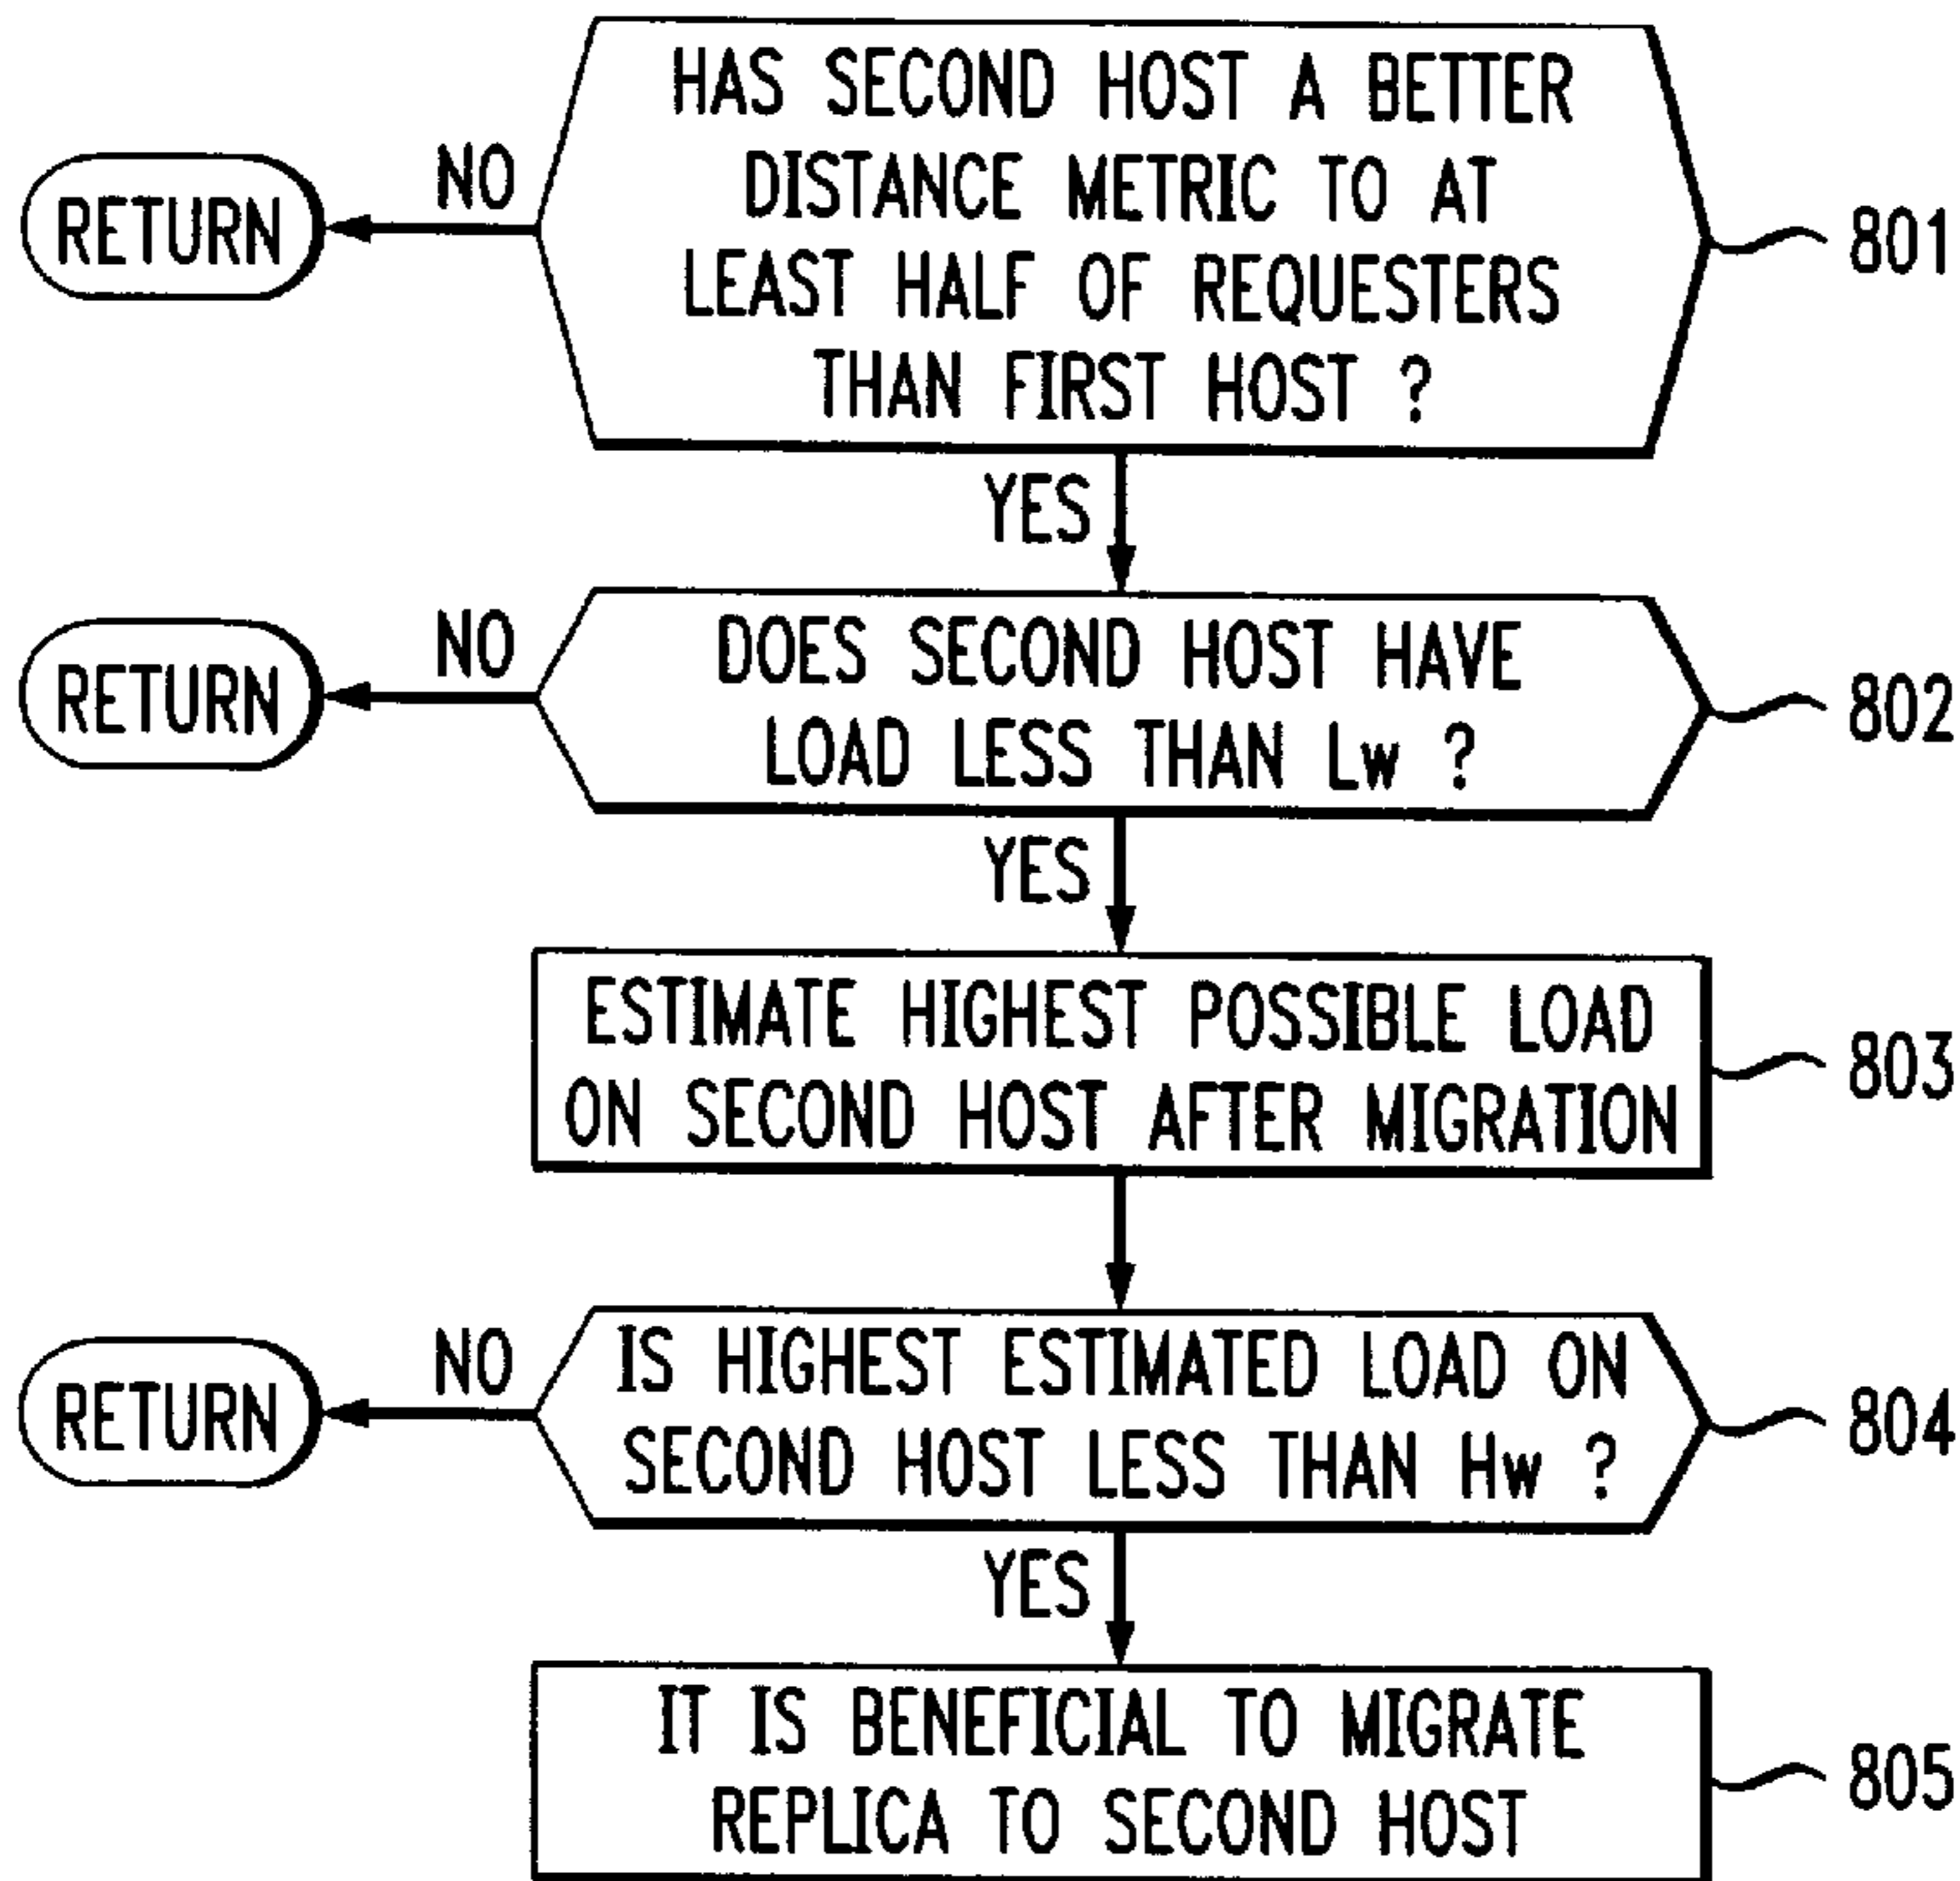 HAS SECOND HOST A BETTER
DISTANCE METRIC TO AT
LEAST HALF OF REQUESTERS
THAN FIRST HOST ?
NO
RETURN
801
YES
DOES SECOND HOST HAVE
LOAD LESS THAN Lw ?
NO
RETURN
802
YES
ESTIMATE HIGHEST POSSIBLE LOAD
ON SECOND HOST AFTER MIGRATION
803
IS HIGHEST ESTIMATED LOAD ON
SECOND HOST LESS THAN Hw ?
NO
RETURN
804
YES
IT IS BENEFICIAL TO MIGRATE
REPLICA TO SECOND HOST
805